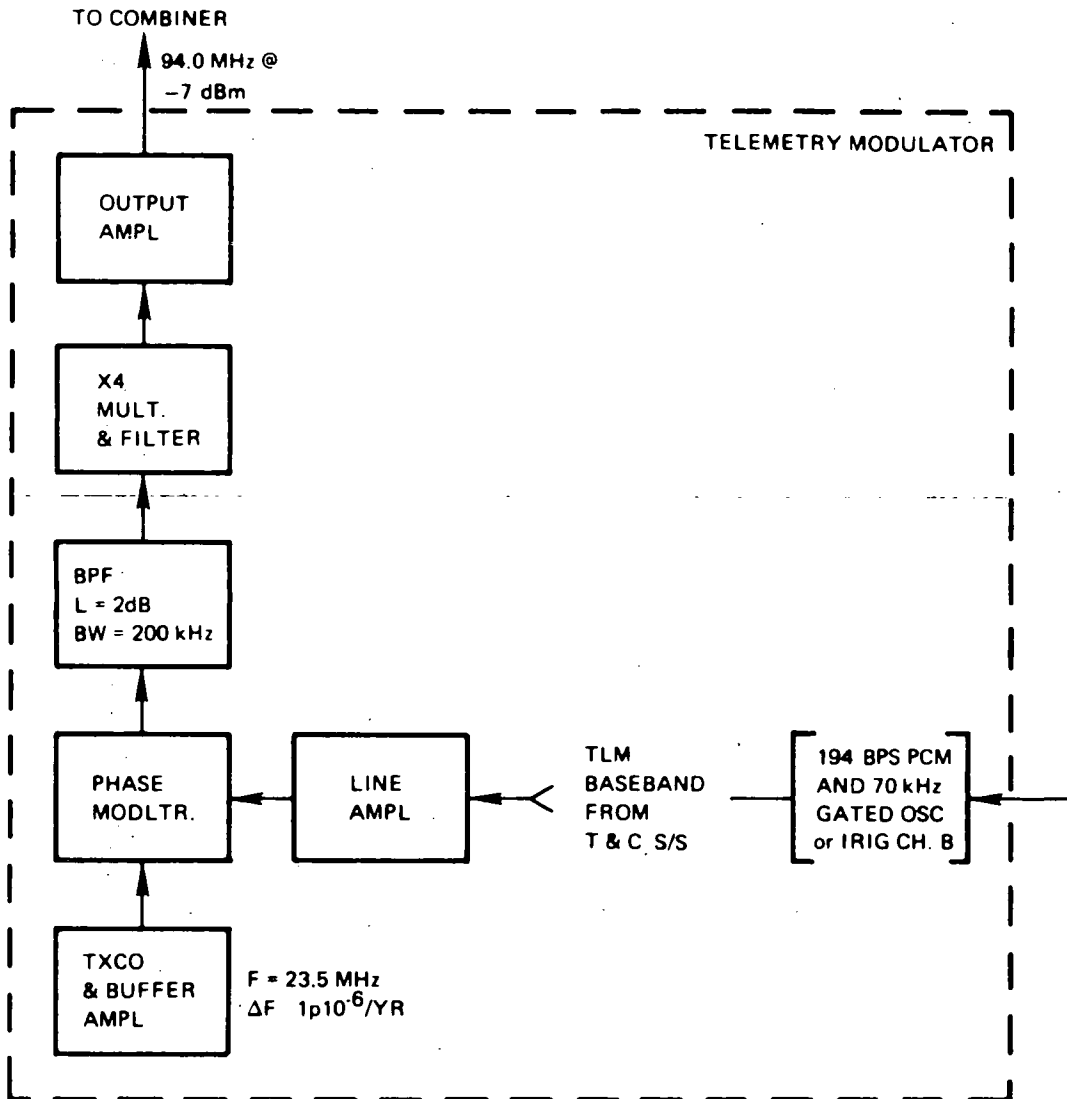 TO COMBINER
94.0 MHz @
−7 dBm
TELEMETRY MODULATOR
OUTPUT
AMPL
X4
MULT.
& FILTER
BPF
L = 2dB
BW = 200 kHz
PHASE
MODLTR.
LINE
AMPL
TLM
BASEBAND
FROM
T & C S/S
194 BPS PCM
AND 70 kHz
GATED OSC
or IRIG CH. B
TXCO
& BUFFER
AMPL
F = 23.5 MHz
ΔF 1p10⁻⁶/YR